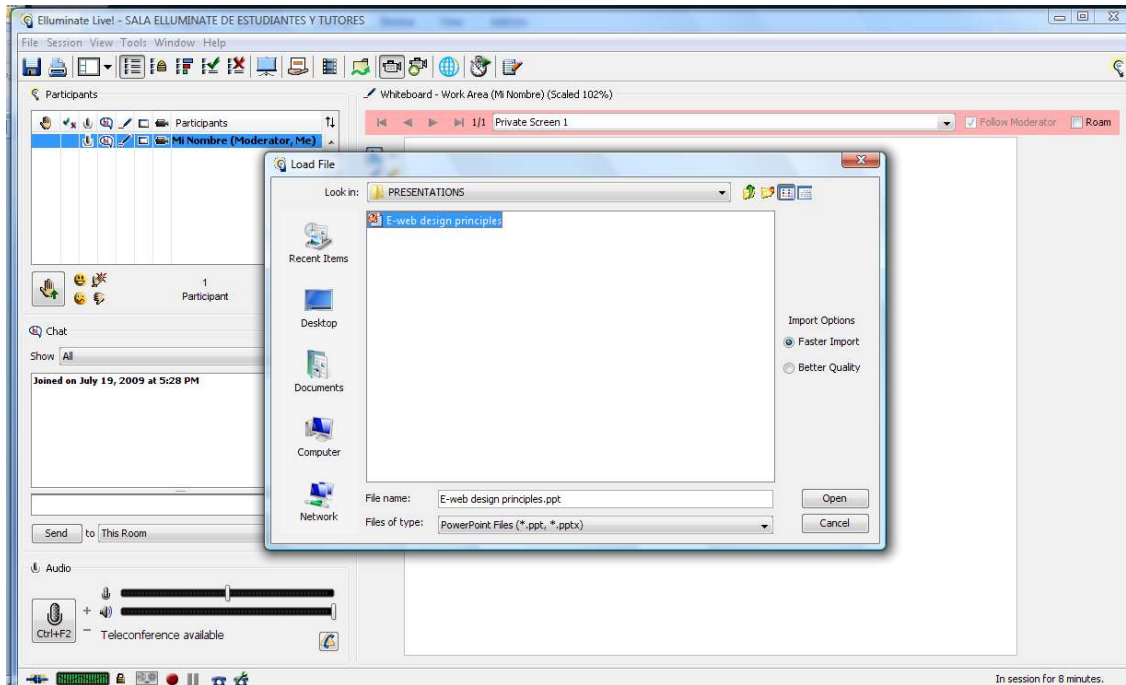 Elluminate Live! - SALA ELLUMINATE DE ESTUDIANTES Y TUTORES
File Session View Tools Window Help
Participants
Participants
Mi Nombre (Moderator, Me)
1
Participant
Chat
Show All
Joined on July 19, 2009 at 5:28 PM
Send to This Room
Audio
Ctrl+F2
Teleconference available
Whiteboard - Work Area (Mi Nombre) (Scaled 102%)
1/1 Private Screen 1 Follow Moderator Roam
Load File
Look in: PRESENTATIONS
E-web design principles
Recent Items
Desktop
Documents
Computer
Network
Import Options
Faster Import
Better Quality
File name: E-web design principles.ppt Open
Files of type: PowerPoint Files (*.ppt, *.pptx) Cancel
In session for 8 minutes.